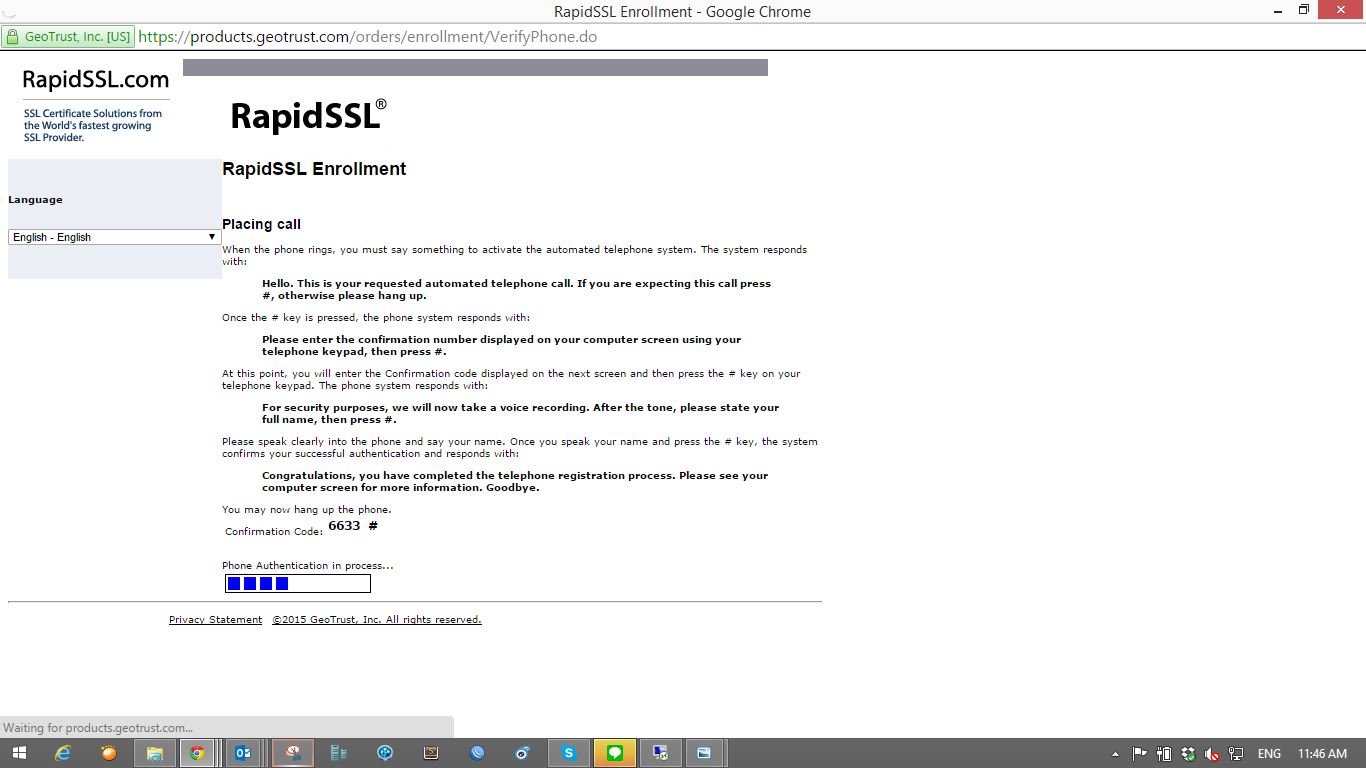 RapidSSL Enrollment - Google Chrome
GeoTrust, Inc. [US] https://products.geotrust.com/orders/enrollment/VerifyPhone.do
RapidSSL.com
SSL Certificate Solutions from
the World's fastest growing
SSL Provider.
RapidSSL®
RapidSSL Enrollment
Language
English - English
Placing call
When the phone rings, you must say something to activate the automated telephone system. The system responds
with:
Hello. This is your requested automated telephone call. If you are expecting this call press
#, otherwise please hang up.
Once the # key is pressed, the phone system responds with:
Please enter the confirmation number displayed on your computer screen using your
telephone keypad, then press #.
At this point, you will enter the Confirmation code displayed on the next screen and then press the # key on your
telephone keypad. The phone system responds with:
For security purposes, we will now take a voice recording. After the tone, please state your
full name, then press #.
Please speak clearly into the phone and say your name. Once you speak your name and press the # key, the system
confirms your successful authentication and responds with:
Congratulations, you have completed the telephone registration process. Please see your
computer screen for more information. Goodbye.
You may now hang up the phone.
Confirmation Code: 6633 #
Phone Authentication in process...
Privacy Statement ©2015 GeoTrust, Inc. All rights reserved.
Waiting for products.geotrust.com...
ENG 11:46 AM